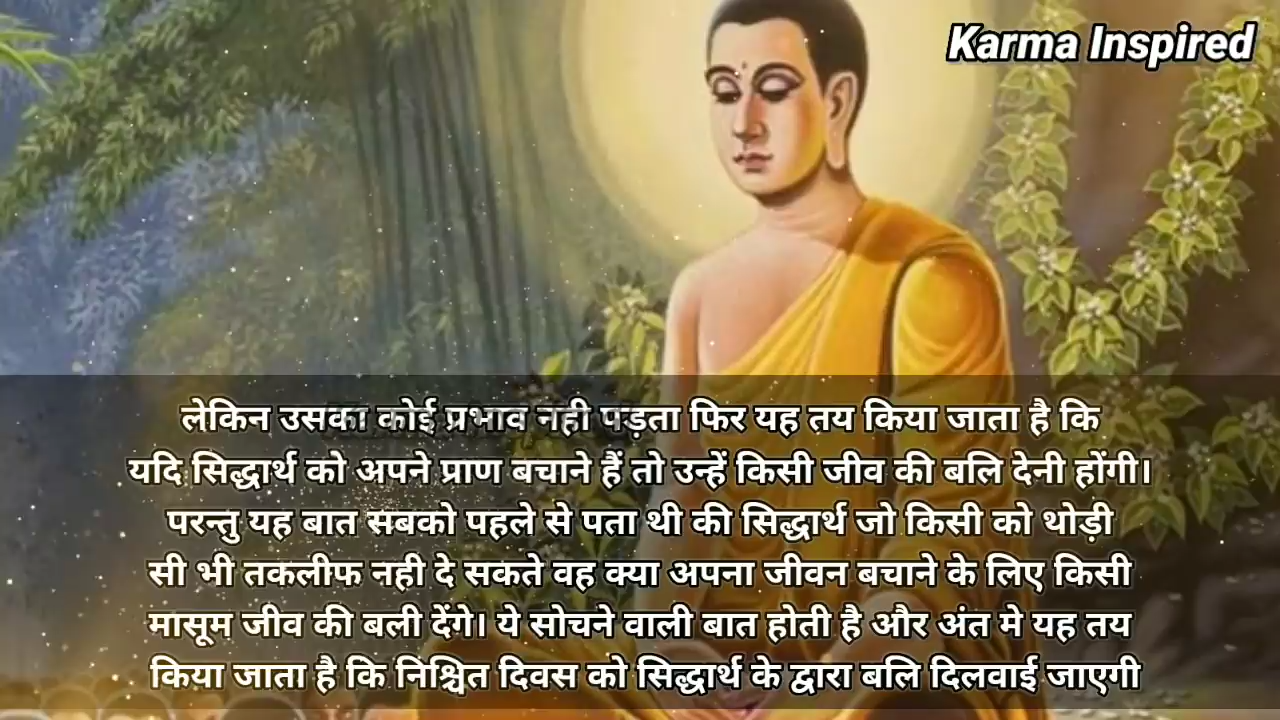 Karma Inspired
लेकिन उसका कोई प्रभाव नही पड़ता फिर यह तय किया जाता है कि
यदि सिद्धार्थ को अपने प्राण बचाने हैं तो उन्हें किसी जीव की बलि देनी होंगी।
परन्तु यह बात सबको पहले से पता थी की सिद्धार्थ जो किसी को थोड़ी
सी भी तकलीफ नही दे सकते वह क्या अपना जीवन बचाने के लिए किसी
मासूम जीव की बली देंगे। ये सोचने वाली बात होती है और अंत मे यह तय
किया जाता है कि निश्चित दिवस को सिद्धार्थ के द्वारा बलि दिलवाई जाएगी